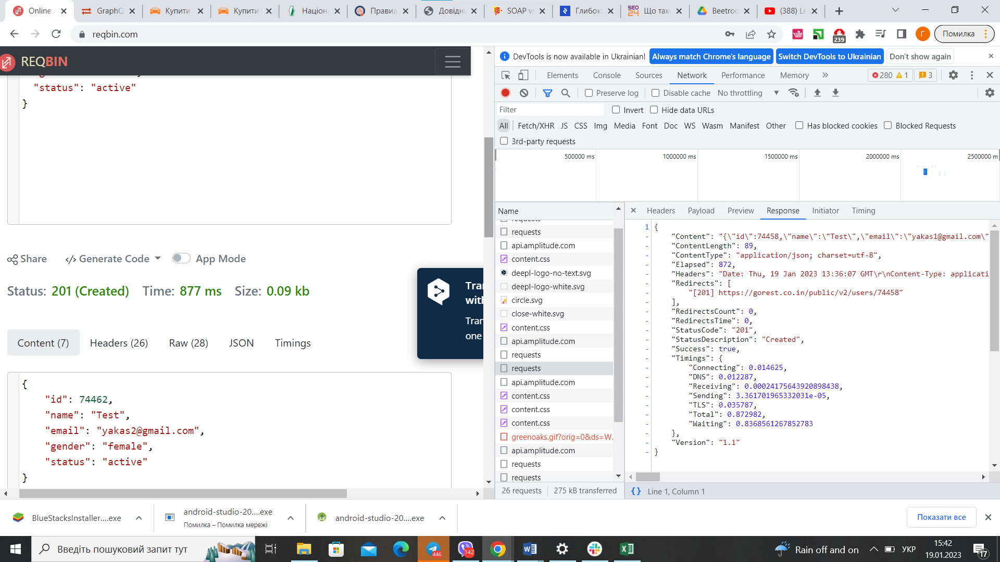 Online
GraphQ
Купити
Купити
Націон
Правил
Довідн
SOAP vs
Глибок
Що так
Beetroo
(388) Le
reqbin.com
239
Г
Помилка
REQBIN
"status": "active"
}
Share
Generate Code
App Mode
Status: 201 (Created) Time: 877 ms Size: 0.09 kb
Content (7)
Headers (26)
Raw (28)
JSON
Timings
{
"id": 74462,
"name": "Test",
"email": "yakas2@gmail.com",
"gender": "female",
"status": "active"
}
DevTools is now available in Ukrainian!
Always match Chrome's language
Switch DevTools to Ukrainian
Don't show again
Elements
Console
Sources
Network
Performance
Memory
280
1
3
Preserve log
Disable cache
No throttling
Filter
Invert
Hide data URLs
All
Fetch/XHR
JS
CSS
Img
Media
Font
Doc
WS
Wasm
Manifest
Other
Has blocked cookies
Blocked Requests
3rd-party requests
500000 ms
1000000 ms
1500000 ms
2000000 ms
2500000 m
Name
requests
requests
api.amplitude.com
content.css
deepl-logo-no-text.svg
deepl-logo-white.svg
circle.svg
close-white.svg
content.css
api.amplitude.com
requests
requests
api.amplitude.com
content.css
content.css
content.css
greenoaks.gif?orig=0&ds=W.
api.amplitude.com
requests
requests
26 requests
275 kB transferred
Headers
Payload
Preview
Response
Initiator
Timing
1 {
"Content": "{\"id\":74458,\"name\":\"Test\",\"email\":\"yakas1@gmail.com\"
"ContentLength": 89,
"ContentType": "application/json; charset=utf-8",
"Elapsed": 872,
"Headers": "Date: Thu, 19 Jan 2023 13:36:07 GMT\r\nContent-Type: applicati
"Redirects": [
"[201] https://gorest.co.in/public/v2/users/74458"
],
"RedirectsCount": 0,
"RedirectsTime": 0,
"StatusCode": "201",
"StatusDescription": "Created",
"Success": true,
"Timings": {
"Connecting": 0.014625,
"DNS": 0.012287,
"Receiving": 0.00024175643920898438,
"Sending": 3.361701965332031e-05,
"TLS": 0.035787,
"Total": 0.872982,
"Waiting": 0.8368561267852783
},
"Version": "1.1"
}
{} Line 1, Column 1
BlueStacksInstaller....exe
android-studio-20....exe
Помилка – Помилка мережі
android-studio-20....exe
Показати все
Введіть пошуковий запит тут
446
142
Rain off and on
УКР
15:42
19.01.2023
17